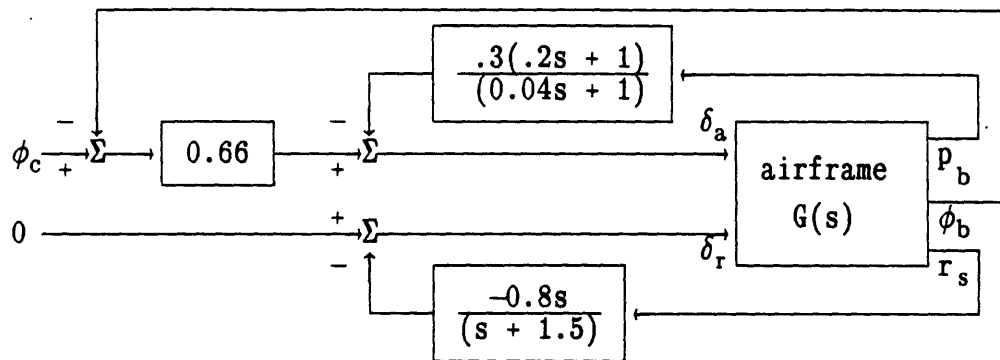 .3(.2s + 1)
(0.04s + 1)
−
−
δa
ϕc
+
Σ
0.66
+
Σ
airframe
G(s)
pb
ϕb
rs
0
+
Σ
−
δr
−0.8s
(s + 1.5)